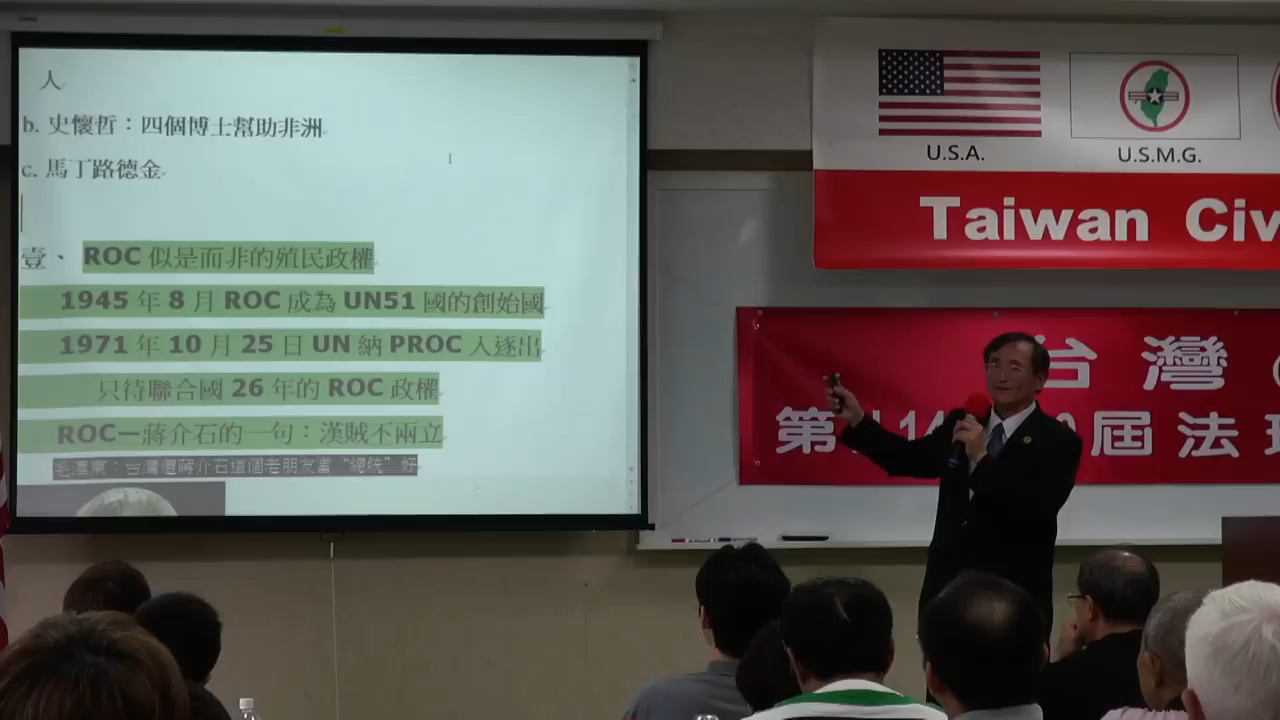 人
b. 史懷哲：四個博士幫助非洲
c. 馬丁路德金
壹、 ROC 似是而非的殖民政權
1945 年 8 月 ROC 成為 UN51 國的創始國
1971 年 10 月 25 日 UN 納 PROC 人逐出
只待聯合國 26 年的 ROC 政權
ROC—蔣介石的一句：漢賊不兩立
毛澤東：台灣還蔣介石這個老朋友當 “總統” 好
U.S.A.
U.S.M.G.
Taiwan Civ
台灣
第 14 屆法